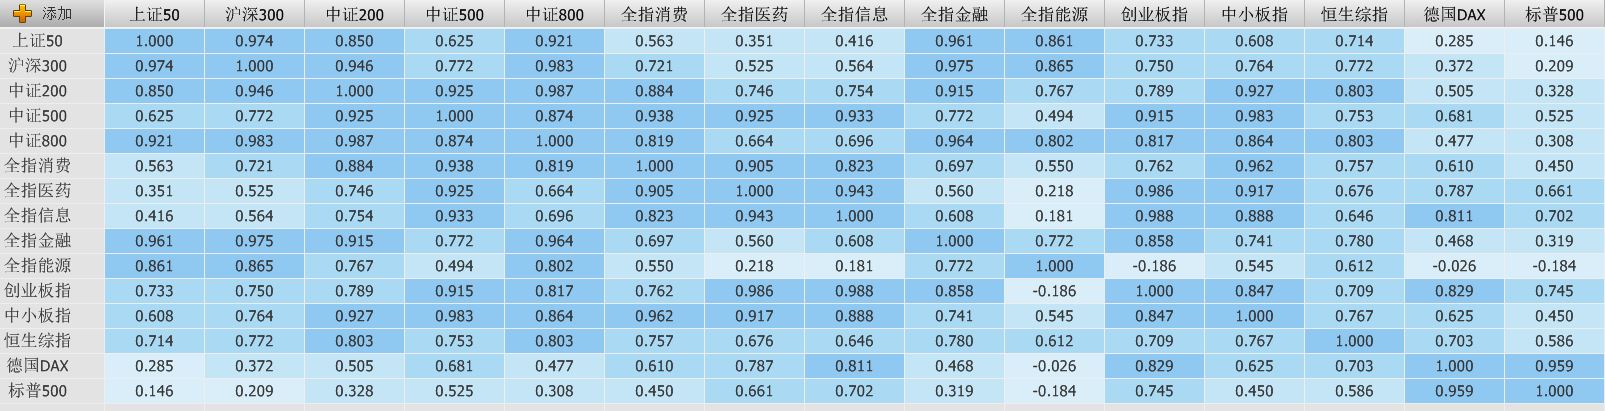 添加 上证50 沪深300 中证200 中证500 中证800 全指消费 全指医药 全指信息 全指金融 全指能源 创业板指 中小板指 恒生综指 德国DAX 标普500
上证50 1.000 0.974 0.850 0.625 0.921 0.563 0.351 0.416 0.961 0.861 0.733 0.608 0.714 0.285 0.146
沪深300 0.974 1.000 0.946 0.772 0.983 0.721 0.525 0.564 0.975 0.865 0.750 0.764 0.772 0.372 0.209
中证200 0.850 0.946 1.000 0.925 0.987 0.884 0.746 0.754 0.915 0.767 0.789 0.927 0.803 0.505 0.328
中证500 0.625 0.772 0.925 1.000 0.874 0.938 0.925 0.933 0.772 0.494 0.915 0.983 0.753 0.681 0.525
中证800 0.921 0.983 0.987 0.874 1.000 0.819 0.664 0.696 0.964 0.802 0.817 0.864 0.803 0.477 0.308
全指消费 0.563 0.721 0.884 0.938 0.819 1.000 0.905 0.823 0.697 0.550 0.762 0.962 0.757 0.610 0.450
全指医药 0.351 0.525 0.746 0.925 0.664 0.905 1.000 0.943 0.560 0.218 0.986 0.917 0.676 0.787 0.661
全指信息 0.416 0.564 0.754 0.933 0.696 0.823 0.943 1.000 0.608 0.181 0.988 0.888 0.646 0.811 0.702
全指金融 0.961 0.975 0.915 0.772 0.964 0.697 0.560 0.608 1.000 0.772 0.858 0.741 0.780 0.468 0.319
全指能源 0.861 0.865 0.767 0.494 0.802 0.550 0.218 0.181 0.772 1.000 -0.186 0.545 0.612 -0.026 -0.184
创业板指 0.733 0.750 0.789 0.915 0.817 0.762 0.986 0.988 0.858 -0.186 1.000 0.847 0.709 0.829 0.745
中小板指 0.608 0.764 0.927 0.983 0.864 0.962 0.917 0.888 0.741 0.545 0.847 1.000 0.767 0.625 0.450
恒生综指 0.714 0.772 0.803 0.753 0.803 0.757 0.676 0.646 0.780 0.612 0.709 0.767 1.000 0.703 0.586
德国DAX 0.285 0.372 0.505 0.681 0.477 0.610 0.787 0.811 0.468 -0.026 0.829 0.625 0.703 1.000 0.959
标普500 0.146 0.209 0.328 0.525 0.308 0.450 0.661 0.702 0.319 -0.184 0.745 0.450 0.586 0.959 1.000